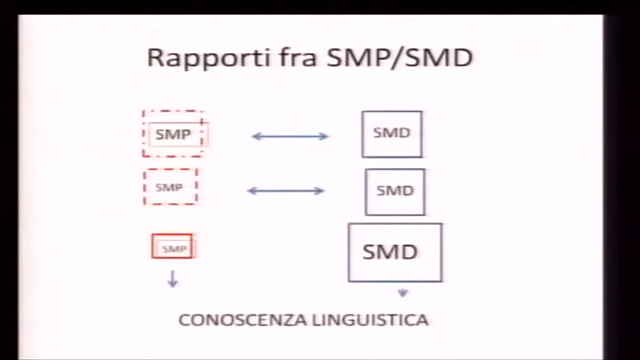 Rapporti fra SMP/SMD
SMP SMD
SMP SMD
SMP SMD
CONOSCENZA LINGUISTICA